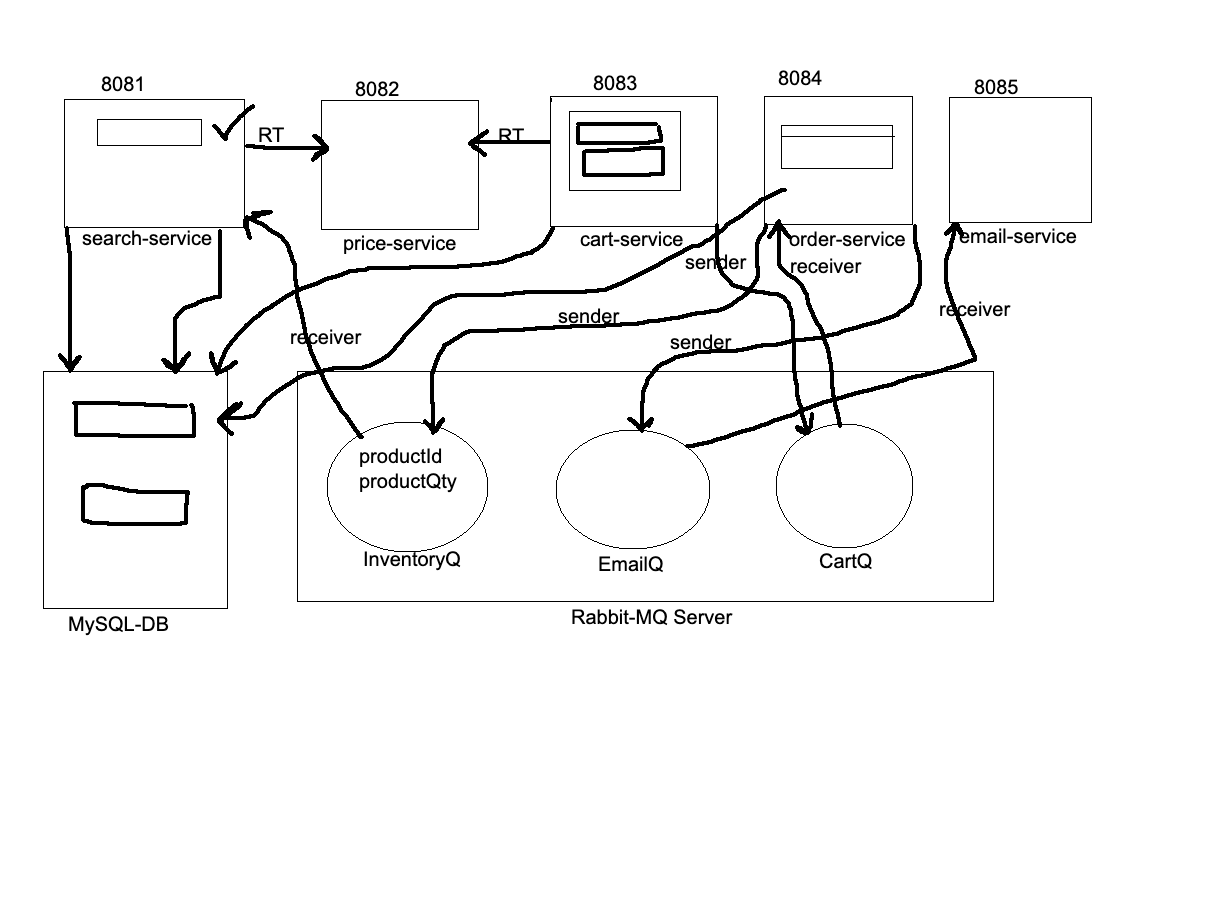 8081
8082
8083
8084
8085
RT
RT
search-service
price-service
cart-service
order-service
email-service
sender
receiver
receiver
sender
receiver
sender
productId
productQty
InventoryQ
EmailQ
CartQ
MySQL-DB
Rabbit-MQ Server